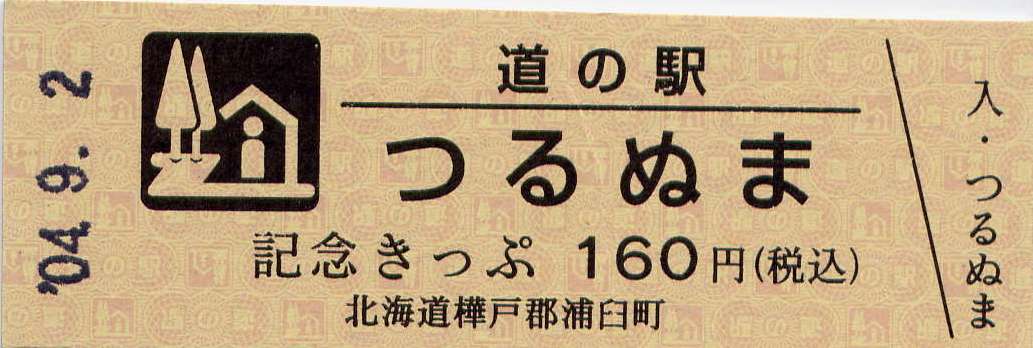 '04.9.2
道の駅
つるぬま
記念きっぷ 160円(税込)
北海道樺戸郡浦臼町
入・つるぬま